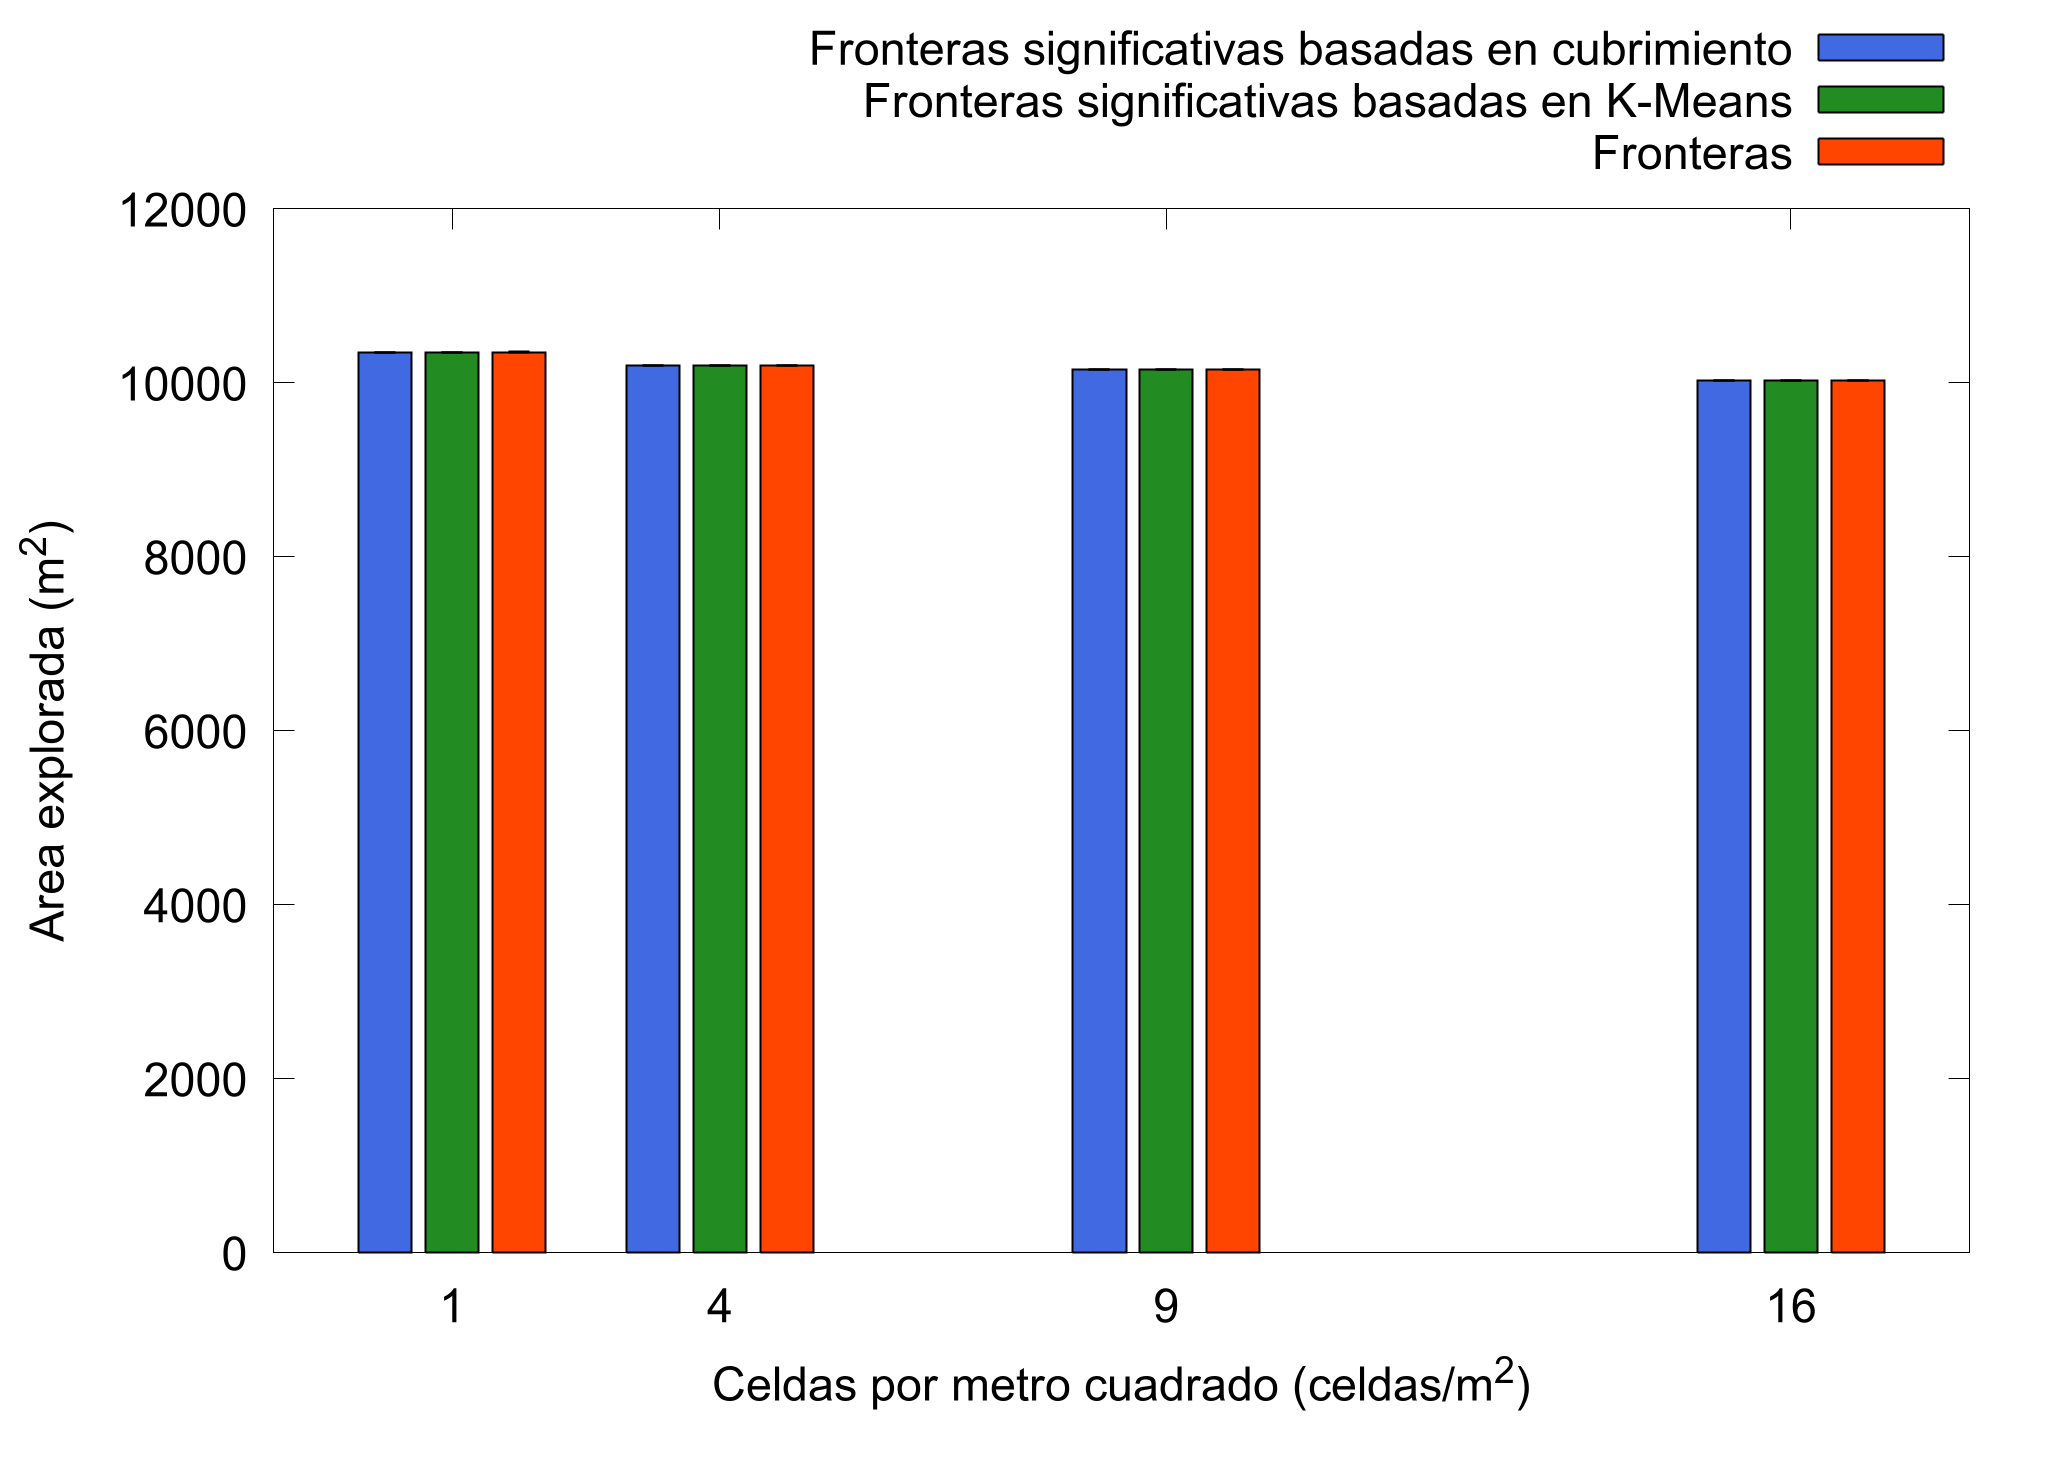 Fronteras significativas basadas en cubrimiento
Fronteras significativas basadas en K-Means
Fronteras
12000
10000
8000
6000
4000
2000
0
Area explorada (m²)
1 4 9 16
Celdas por metro cuadrado (celdas/m²)